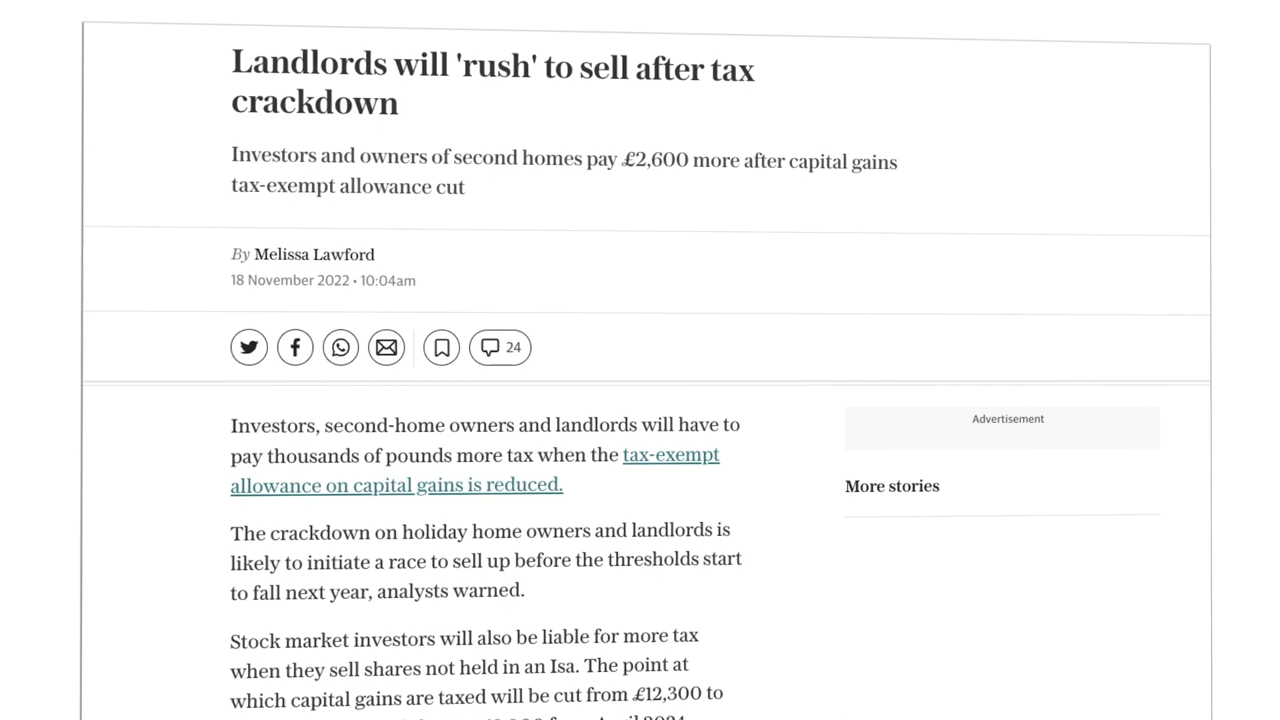 Landlords will 'rush' to sell after tax
crackdown
Investors and owners of second homes pay £2,600 more after capital gains
tax-exempt allowance cut
By Melissa Lawford
18 November 2022 • 10:04am
24
Investors, second-home owners and landlords will have to
pay thousands of pounds more tax when the tax-exempt
allowance on capital gains is reduced.
The crackdown on holiday home owners and landlords is
likely to initiate a race to sell up before the thresholds start
to fall next year, analysts warned.
Stock market investors will also be liable for more tax
when they sell shares not held in an Isa. The point at
which capital gains are taxed will be cut from £12,300 to
Advertisement
More stories